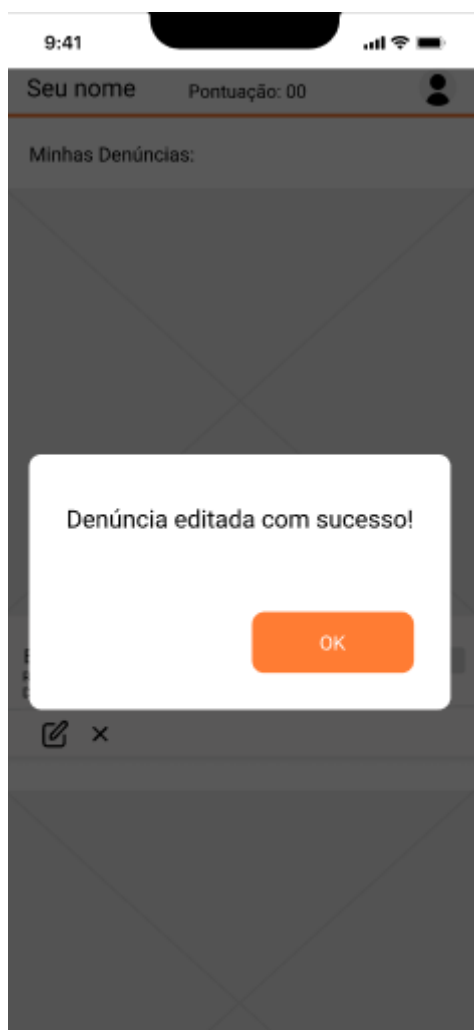 9:41
Seu nome
Pontuação: 00
Minhas Denúncias:
Denúncia editada com sucesso!
OK